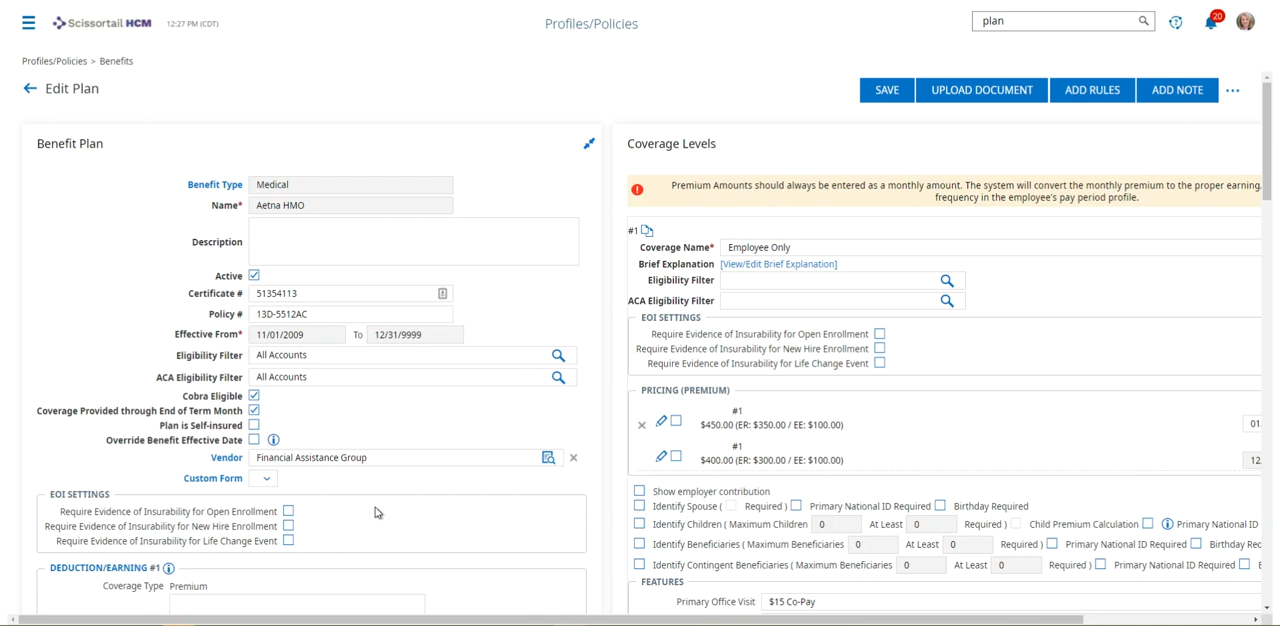 Scissortail HCM
12:27 PM (CDT)
Profiles/Policies
plan
20
Profiles/Policies > Benefits
Edit Plan
SAVE
UPLOAD DOCUMENT
ADD RULES
ADD NOTE
Benefit Plan
Benefit Type Medical
Name* Aetna HMO
Description
Active
Certificate # 51354113
Policy # 13D-5512AC
Effective From* 11/01/2009 To 12/31/9999
Eligibility Filter All Accounts
ACA Eligibility Filter All Accounts
Cobra Eligible
Coverage Provided through End of Term Month
Plan is Self-insured
Override Benefit Effective Date
Vendor Financial Assistance Group
Custom Form
EOI SETTINGS
Require Evidence of Insurability for Open Enrollment
Require Evidence of Insurability for New Hire Enrollment
Require Evidence of Insurability for Life Change Event
DEDUCTION/EARNING #1
Coverage Type Premium
Coverage Levels
Premium Amounts should always be entered as a monthly amount. The system will convert the monthly premium to the proper earning
frequency in the employee's pay period profile.
#1
Coverage Name* Employee Only
Brief Explanation [View/Edit Brief Explanation]
Eligibility Filter
ACA Eligibility Filter
EOI SETTINGS
Require Evidence of Insurability for Open Enrollment
Require Evidence of Insurability for New Hire Enrollment
Require Evidence of Insurability for Life Change Event
PRICING (PREMIUM)
#1
$450.00 (ER: $350.00 / EE: $100.00) 01
#1
$400.00 (ER: $300.00 / EE: $100.00) 12
Show employer contribution
Identify Spouse ( Required ) Primary National ID Required Birthday Required
Identify Children ( Maximum Children 0 At Least 0 Required ) Child Premium Calculation Primary National ID
Identify Beneficiaries ( Maximum Beneficiaries 0 At Least 0 Required ) Primary National ID Required Birthday Re
Identify Contingent Beneficiaries ( Maximum Beneficiaries 0 At Least 0 Required ) Primary National ID Required
FEATURES
Primary Office Visit $15 Co-Pay